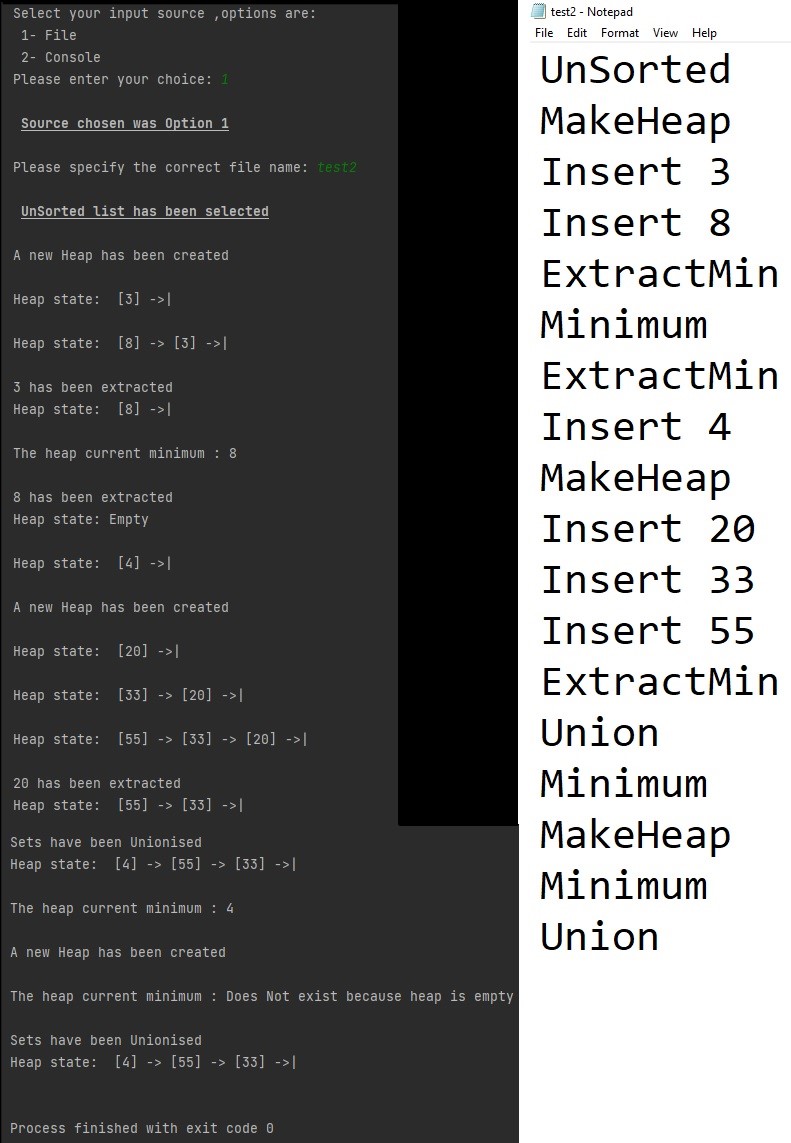 Select your input source ,options are:
1- File
2- Console
Please enter your choice: 1
Source chosen was Option 1
Please specify the correct file name: test2
UnSorted list has been selected
A new Heap has been created
Heap state:  [3] ->|
Heap state:  [8] -> [3] ->|
3 has been extracted
Heap state:  [8] ->|
The heap current minimum : 8
8 has been extracted
Heap state: Empty
Heap state:  [4] ->|
A new Heap has been created
Heap state:  [20] ->|
Heap state:  [33] -> [20] ->|
Heap state:  [55] -> [33] -> [20] ->|
20 has been extracted
Heap state:  [55] -> [33] ->|
Sets have been Unionised
Heap state:  [4] -> [55] -> [33] ->|
The heap current minimum : 4
A new Heap has been created
The heap current minimum : Does Not exist because heap is empty
Sets have been Unionised
Heap state:  [4] -> [55] -> [33] ->|
Process finished with exit code 0
test2 - Notepad
File Edit Format View Help
UnSorted
MakeHeap
Insert 3
Insert 8
ExtractMin
Minimum
ExtractMin
Insert 4
MakeHeap
Insert 20
Insert 33
Insert 55
ExtractMin
Union
Minimum
MakeHeap
Minimum
Union